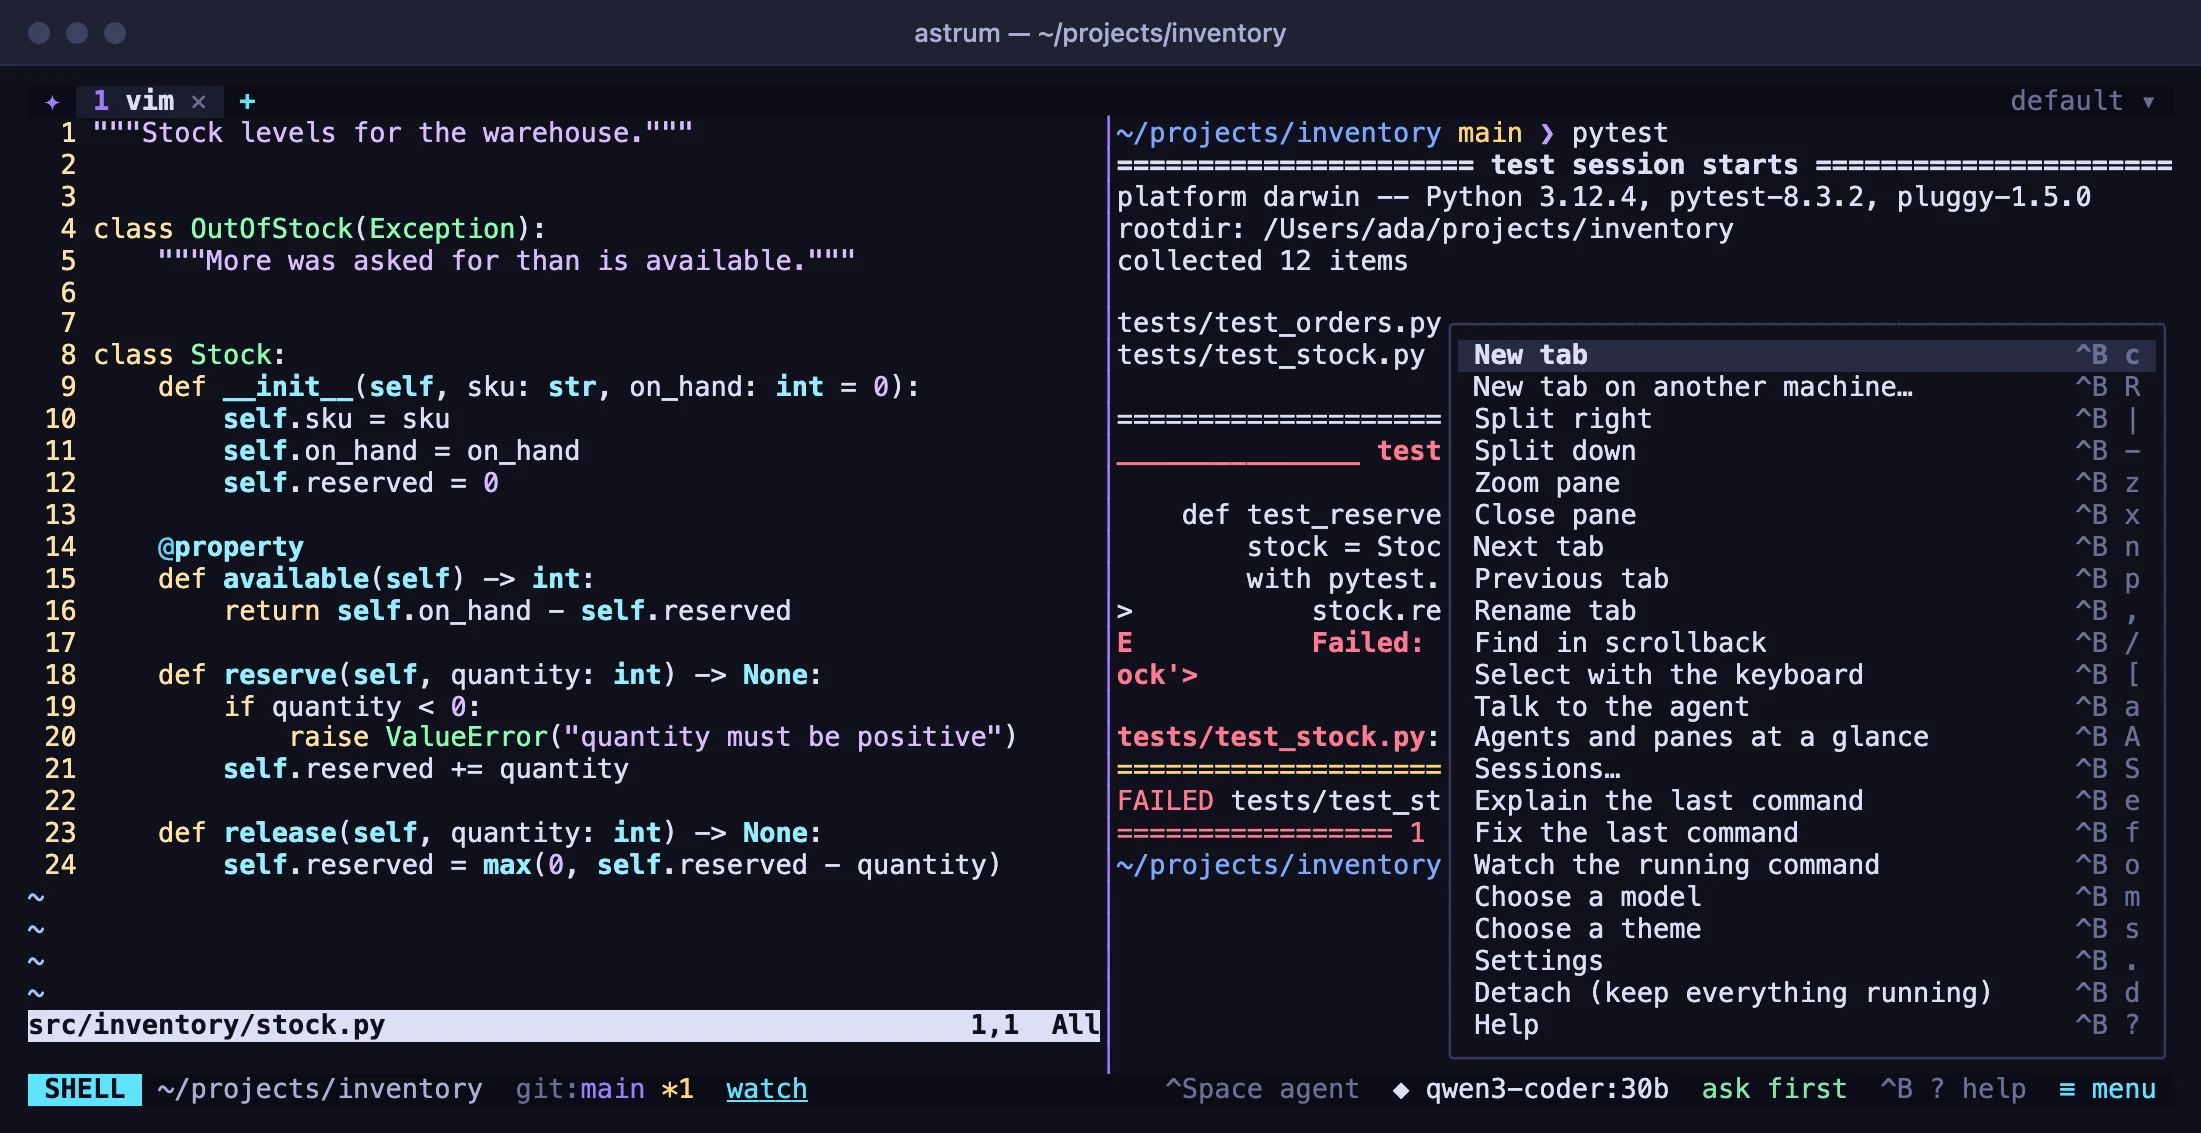 astrum — ~/projects/inventory
✦ 1 vim × + default ▾
1 """Stock levels for the warehouse."""
2
3
4 class OutOfStock(Exception):
5     """More was asked for than is available."""
6
7
8 class Stock:
9     def __init__(self, sku: str, on_hand: int = 0):
10         self.sku = sku
11         self.on_hand = on_hand
12         self.reserved = 0
13
14     @property
15     def available(self) -> int:
16         return self.on_hand - self.reserved
17
18     def reserve(self, quantity: int) -> None:
19         if quantity < 0:
20             raise ValueError("quantity must be positive")
21         self.reserved += quantity
22
23     def release(self, quantity: int) -> None:
24         self.reserved = max(0, self.reserved - quantity)
~
~
~
~
src/inventory/stock.py 1,1 All
~/projects/inventory main ❯ pytest
====================== test session starts ======================
platform darwin -- Python 3.12.4, pytest-8.3.2, pluggy-1.5.0
rootdir: /Users/ada/projects/inventory
collected 12 items
tests/test_orders.py
tests/test_stock.py
====================
_______________ test
    def test_reserve
        stock = Stoc
        with pytest.
>           stock.re
E           Failed:
ock'>
tests/test_stock.py:
====================
FAILED tests/test_st
================= 1
~/projects/inventory
New tab ^B c
New tab on another machine… ^B R
Split right ^B |
Split down ^B -
Zoom pane ^B z
Close pane ^B x
Next tab ^B n
Previous tab ^B p
Rename tab ^B ,
Find in scrollback ^B /
Select with the keyboard ^B [
Talk to the agent ^B a
Agents and panes at a glance ^B A
Sessions… ^B S
Explain the last command ^B e
Fix the last command ^B f
Watch the running command ^B o
Choose a model ^B m
Choose a theme ^B s
Settings ^B .
Detach (keep everything running) ^B d
Help ^B ?
SHELL ~/projects/inventory git:main *1 watch ^Space agent ◆ qwen3-coder:30b ask first ^B ? help ≡ menu